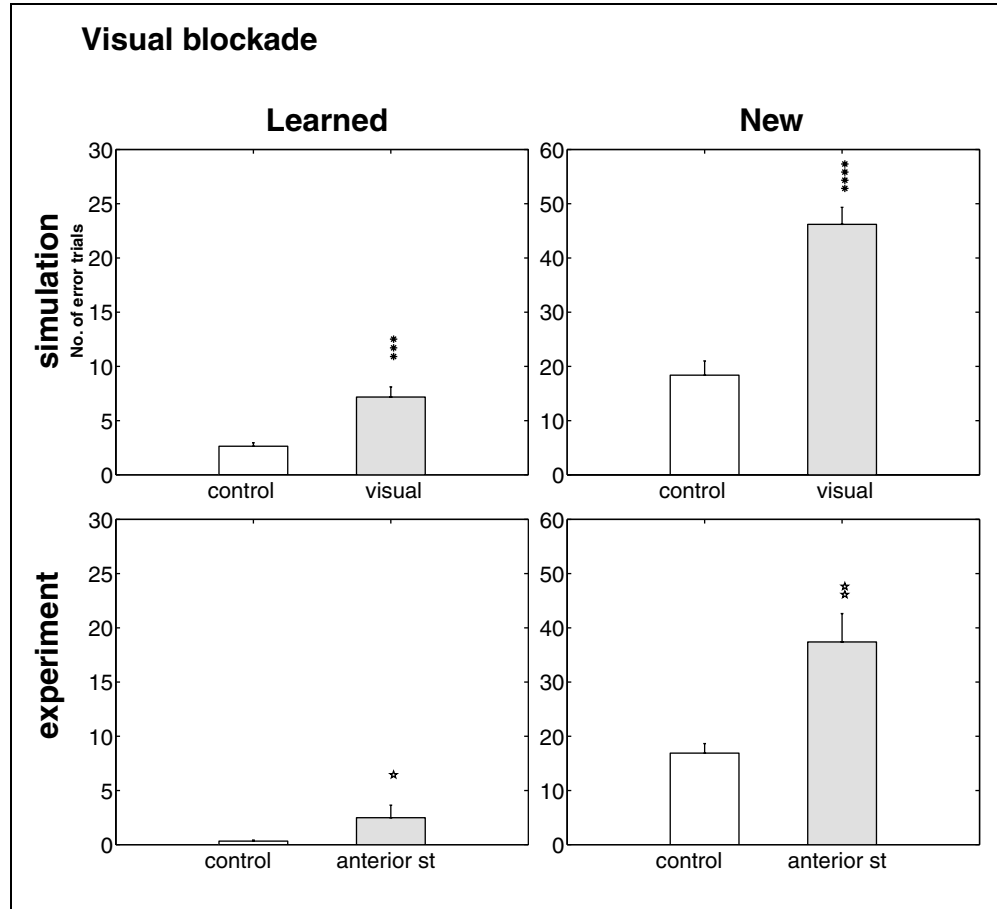 Visual blockade
Learned
New
simulation
No. of error trials
30
25
20
15
10
5
0
control visual
60
50
40
30
20
10
0
control visual
experiment
30
25
20
15
10
5
0
control anterior st
60
50
40
30
20
10
0
control anterior st